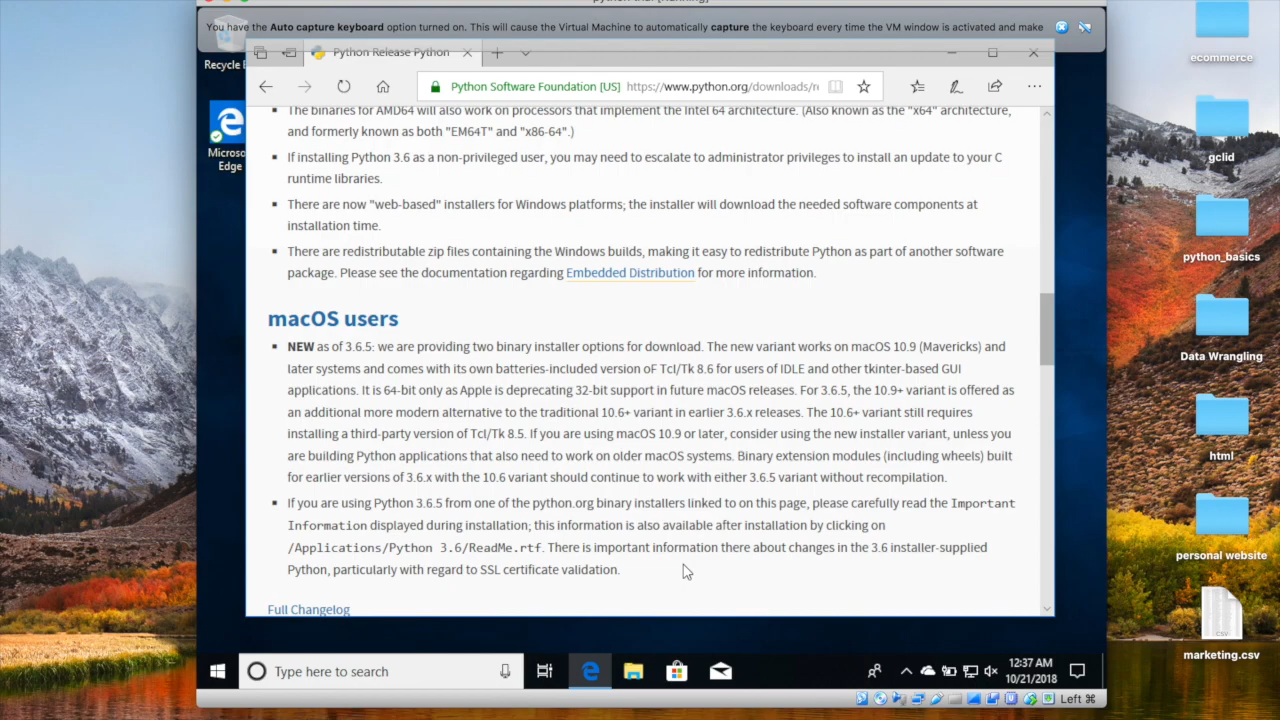 You have the Auto capture keyboard option turned on. This will cause the Virtual Machine to automatically capture the keyboard every time the VM window is activated and make
Python Release Python
Python Software Foundation [US] https://www.python.org/downloads/r
The binaries for AMD64 will also work on processors that implement the Intel 64 architecture. (Also known as the "x64" architecture,
and formerly known as both "EM64T" and "x86-64".)
If installing Python 3.6 as a non-privileged user, you may need to escalate to administrator privileges to install an update to your C
runtime libraries.
There are now "web-based" installers for Windows platforms; the installer will download the needed software components at
installation time.
There are redistributable zip files containing the Windows builds, making it easy to redistribute Python as part of another software
package. Please see the documentation regarding Embedded Distribution for more information.
macOS users
NEW as of 3.6.5: we are providing two binary installer options for download. The new variant works on macOS 10.9 (Mavericks) and
later systems and comes with its own batteries-included version oF Tcl/Tk 8.6 for users of IDLE and other tkinter-based GUI
applications. It is 64-bit only as Apple is deprecating 32-bit support in future macOS releases. For 3.6.5, the 10.9+ variant is offered as
an additional more modern alternative to the traditional 10.6+ variant in earlier 3.6.x releases. The 10.6+ variant still requires
installing a third-party version of Tcl/Tk 8.5. If you are using macOS 10.9 or later, consider using the new installer variant, unless you
are building Python applications that also need to work on older macOS systems. Binary extension modules (including wheels) built
for earlier versions of 3.6.x with the 10.6 variant should continue to work with either 3.6.5 variant without recompilation.
If you are using Python 3.6.5 from one of the python.org binary installers linked to on this page, please carefully read the Important
Information displayed during installation; this information is also available after installation by clicking on
/Applications/Python 3.6/ReadMe.rtf. There is important information there about changes in the 3.6 installer-supplied
Python, particularly with regard to SSL certificate validation.
Full Changelog
Recycle
Microso
Edge
Type here to search
12:37 AM
10/21/2018
Left ⌘
ecommerce
gclid
python_basics
Data Wrangling
html
personal website
CSV
marketing.csv